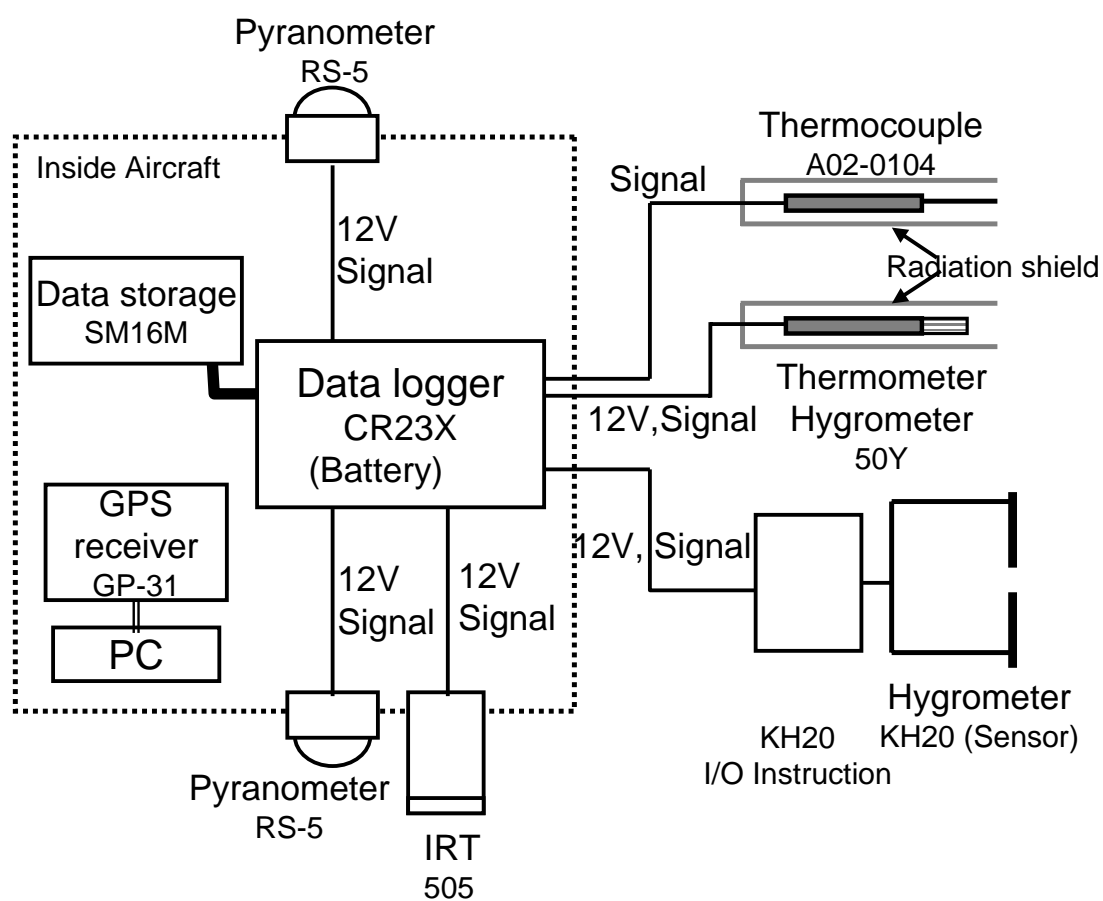 Pyranometer
RS-5
Inside Aircraft
12V
Signal
Data storage
SM16M
Data logger
CR23X
(Battery)
GPS
receiver
GP-31
PC
12V
Signal
12V
Signal
Pyranometer
RS-5
IRT
505
Signal
Thermocouple
A02-0104
Radiation shield
12V,Signal
Thermometer
Hygrometer
50Y
12V, Signal
KH20
I/O Instruction
Hygrometer
KH20 (Sensor)